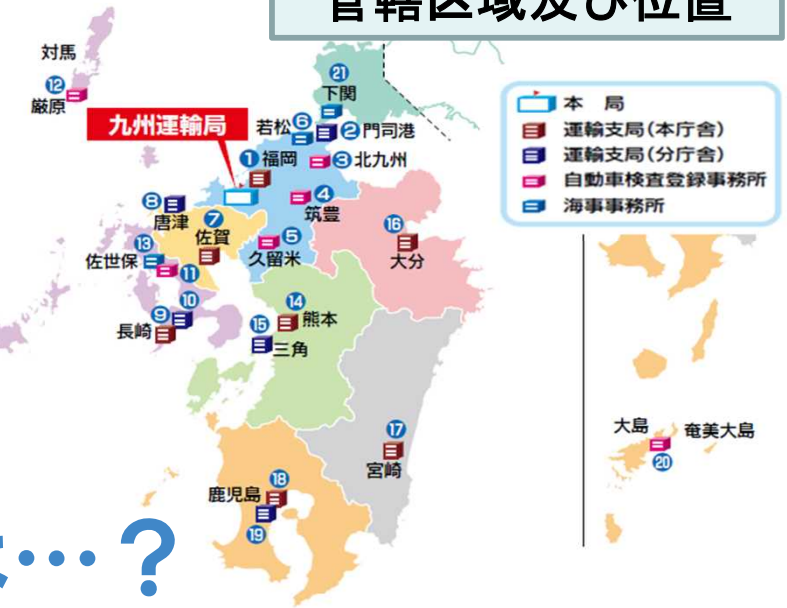 管轄区域及び位置
対馬
⑫
厳原
九州運輸局
㉑
下関
若松⑥
②門司港
①福岡
③北九州
④
筑豊
⑧
唐津
⑦
佐賀
⑤
久留米
⑬
佐世保
⑪
⑩
⑨
長崎
⑯
大分
⑭
熊本
⑮
三角
⑰
宮崎
⑱
鹿児島
⑲
本　局
運輸支局(本庁舎)
運輸支局(分庁舎)
自動車検査登録事務所
海事事務所
大島
奄美大島
⑳
…？